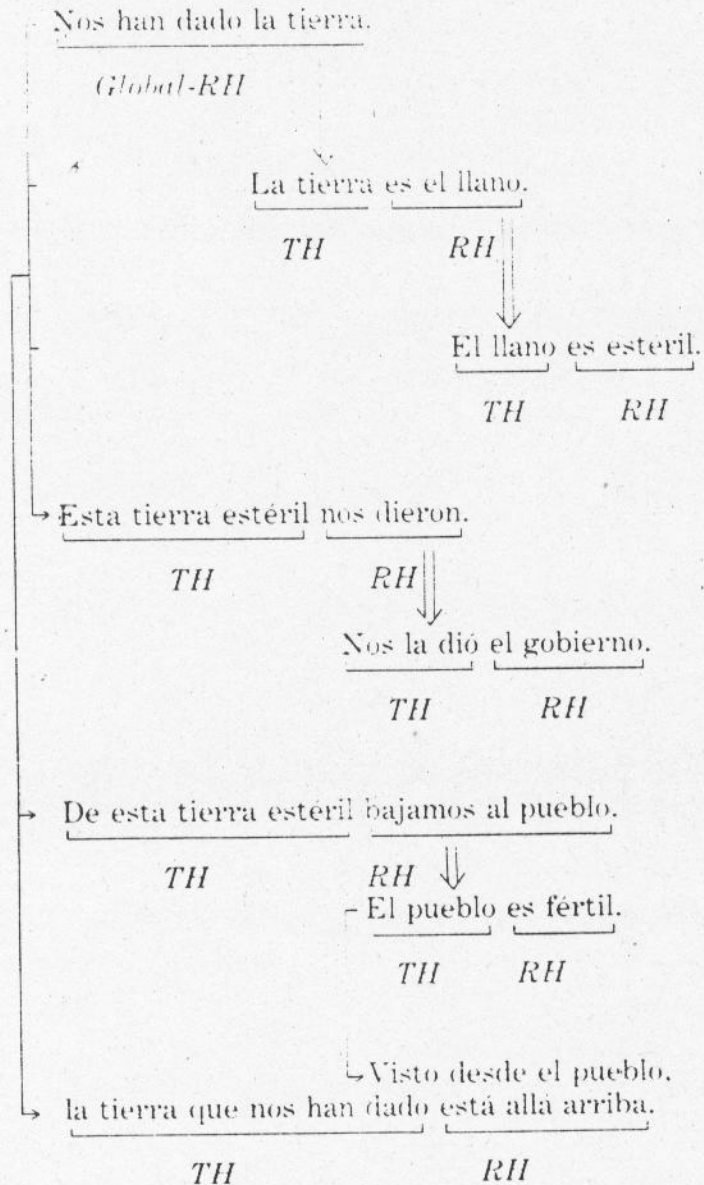 Nos han dado la tierra.
Global-RH
La tierra es el llano.
TH RH
El llano es estéril.
TH RH
Esta tierra estéril nos dieron.
TH RH
Nos la dió el gobierno.
TH RH
De esta tierra estéril bajamos al pueblo.
TH RH
El pueblo es fértil.
TH RH
Visto desde el pueblo,
la tierra que nos han dado está allá arriba.
TH RH